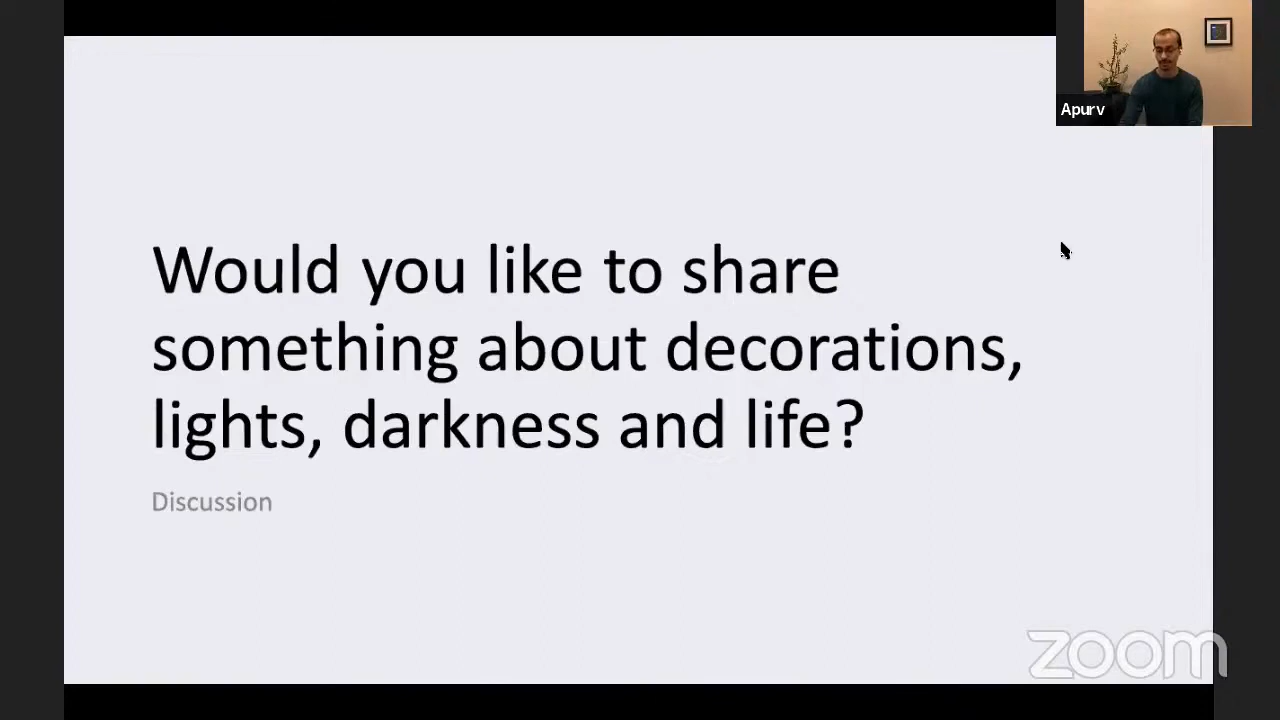 Apurv
Would you like to share
something about decorations,
lights, darkness and life?
Discussion
zoom